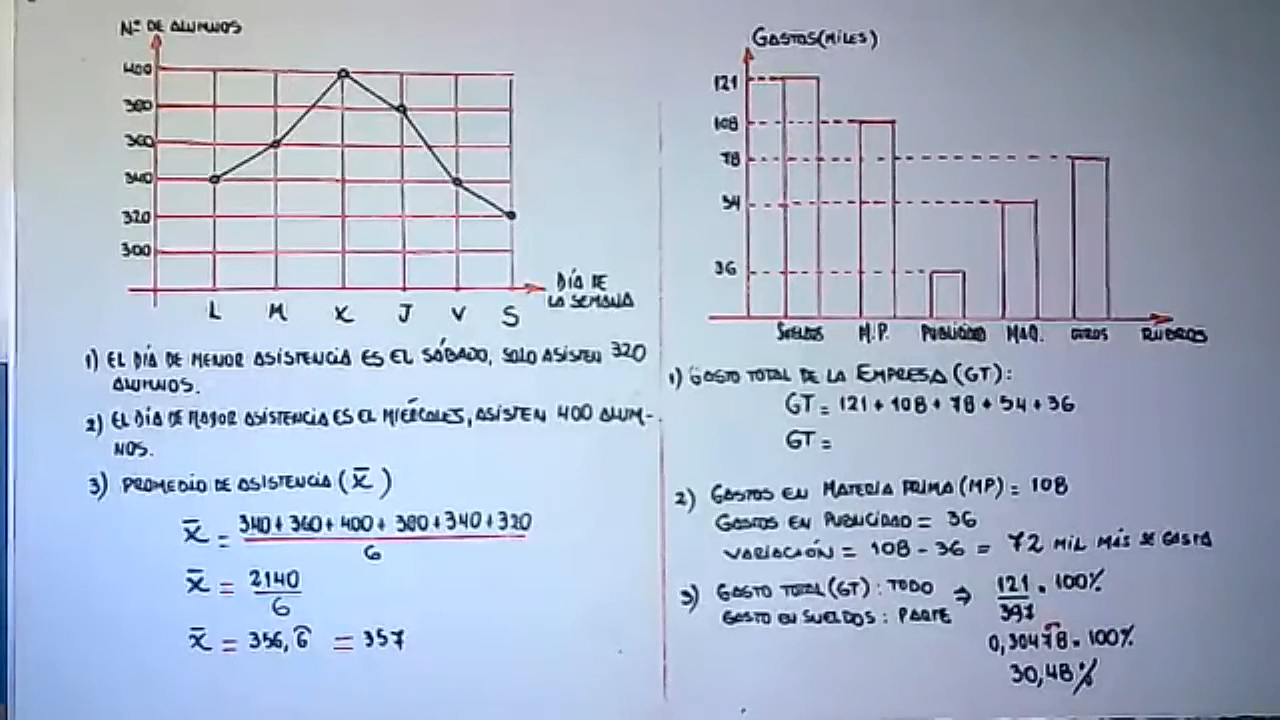 Nº DE ALUMNOS
400
380
360
340
320
300
L M X J V S
DÍA DE
LA SEMANA
1) EL DÍA DE MENOR ASISTENCIA ES EL SÁBADO, SOLO ASISTEN 320
ALUMNOS.
2) EL DÍA DE MAYOR ASISTENCIA ES EL MIÉRCOLES, ASISTEN 400 ALUM-
NOS.
3) PROMEDIO DE ASISTENCIA (X̅)
X̅ = 340+360+400+380+340+320
6
X̅ = 2140
6
X̅ = 356,6̂ = 357
GASTOS(MILES)
121
108
78
54
36
SUELDOS M.P. PUBLICIDAD MAQ. OTROS RUBROS
1) GASTO TOTAL DE LA EMPRESA (GT):
GT = 121 + 108 + 78 + 54 + 36
GT =
2) GASTOS EN MATERIA PRIMA (MP) = 108
GASTOS EN PUBLICIDAD = 36
VARIACIÓN = 108 - 36 = 72 MIL MÁS SE GASTA
3) GASTO TOTAL (GT) : TODO ⇒ 121 . 100%
GASTO EN SUELDOS : PARTE 397
0,30478 . 100%
30,48%